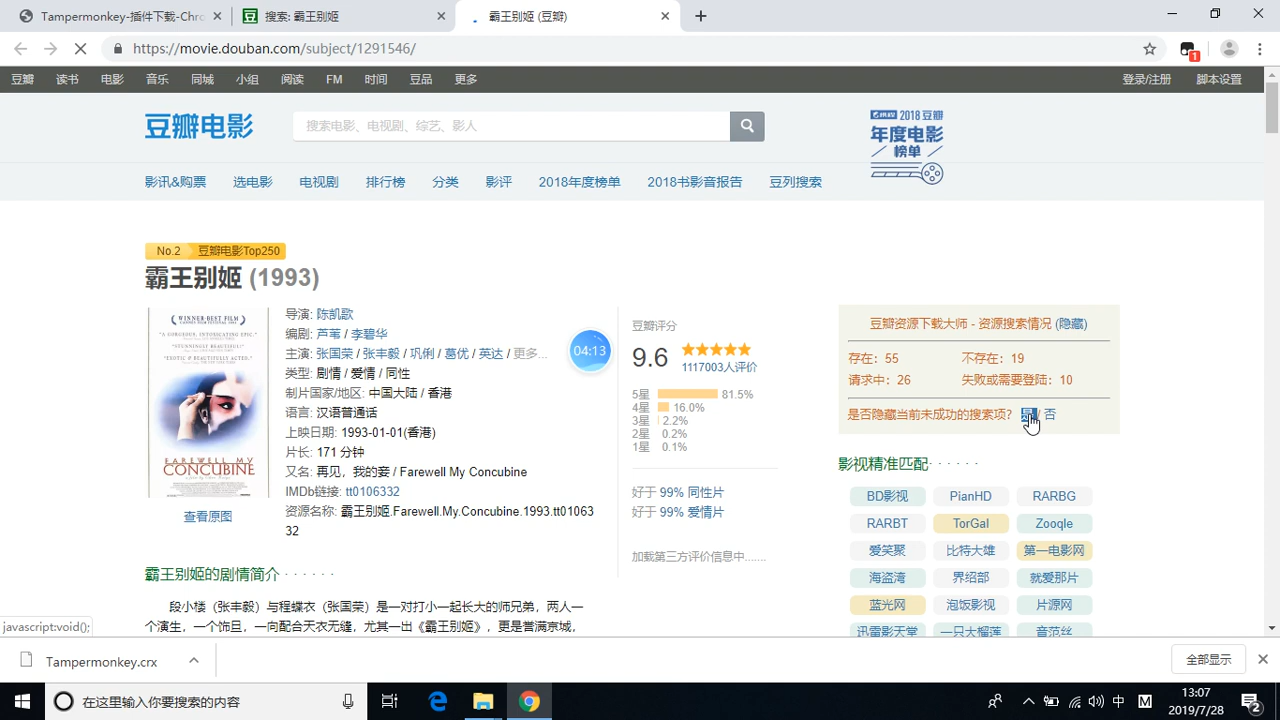 Tampermonkey-插件下载-Chro
搜索: 霸王别姬
霸王别姬 (豆瓣)
https://movie.douban.com/subject/1291546/
1
豆瓣 读书 电影 音乐 同城 小组 阅读 FM 时间 豆品 更多 登录/注册 脚本设置
豆瓣电影
搜索电影、电视剧、综艺、影人
2018豆瓣
年度电影
榜单
影讯&购票 选电影 电视剧 排行榜 分类 影评 2018年度榜单 2018书影音报告 豆列搜索
No.2 豆瓣电影Top250
霸王别姬 (1993)
WINNER-BEST FILM
FAREWELL MY
CONCUBINE
查看原图
导演: 陈凯歌
编剧: 芦苇 / 李碧华
主演: 张国荣 / 张丰毅 / 巩俐 / 葛优 / 英达 / 更多...
类型: 剧情 / 爱情 / 同性
制片国家/地区: 中国大陆 / 香港
语言: 汉语普通话
上映日期: 1993-01-01(香港)
片长: 171 分钟
又名: 再见，我的妾 / Farewell My Concubine
IMDb链接: tt0106332
资源名称: 霸王别姬.Farewell.My.Concubine.1993.tt01063
32
04:13
豆瓣评分
9.6
1117003人评价
5星 81.5%
4星 16.0%
3星 2.2%
2星 0.2%
1星 0.1%
好于 99% 同性片
好于 99% 爱情片
加载第三方评价信息中.......
豆瓣资源下载大师 - 资源搜索情况 (隐藏)
存在：55 不存在：19
请求中：26 失败或需要登陆：10
是否隐藏当前未成功的搜索项？ / 否
影视精准匹配 · · · · · ·
BD影视 PianHD RARBG
RARBT TorGal Zooqle
爱笑聚 比特大雄 第一电影网
海盗湾 界绍部 就爱那片
蓝光网 泡饭影视 片源网
迅雷影天堂 一只大榴莲 音范丝
霸王别姬的剧情简介 · · · · · ·
段小楼（张丰毅）与程蝶衣（张国荣）是一对打小一起长大的师兄弟，两人一
个演生，一个饰旦，一向配合天衣无缝，尤其一出《霸王别姬》，更是誉满京城，
javascript:void();
Tampermonkey.crx
全部显示
在这里输入你要搜索的内容
中
M
13:07
2019/7/28
2